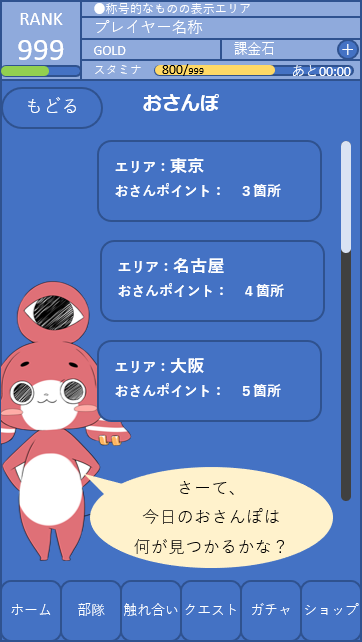 RANK
999
●称号的なものの表示エリア
プレイヤー名称
GOLD
課金石
+
スタミナ
800/999
あと00:00
もどる
おさんぽ
エリア：東京
おさんポイント： 3箇所
エリア：名古屋
おさんポイント： 4箇所
エリア：大阪
おさんポイント： 5箇所
さーて、
今日のおさんぽは
何が見つかるかな？
ホーム
部隊
触れ合い
クエスト
ガチャ
ショップ